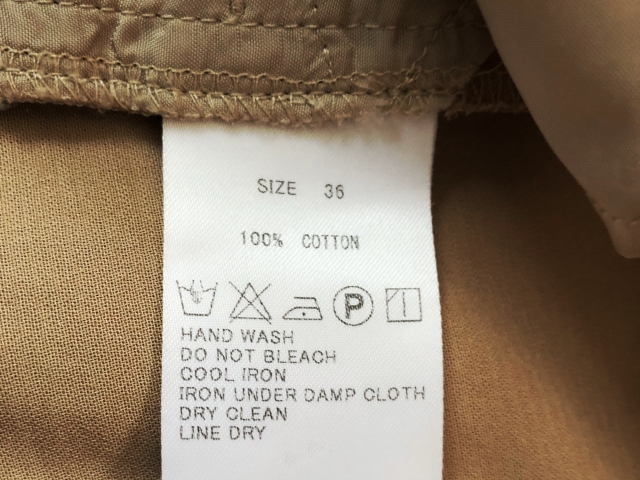 SIZE 36
100% COTTON
P
HAND WASH
DO NOT BLEACH
COOL IRON
IRON UNDER DAMP CLOTH
DRY CLEAN
LINE DRY